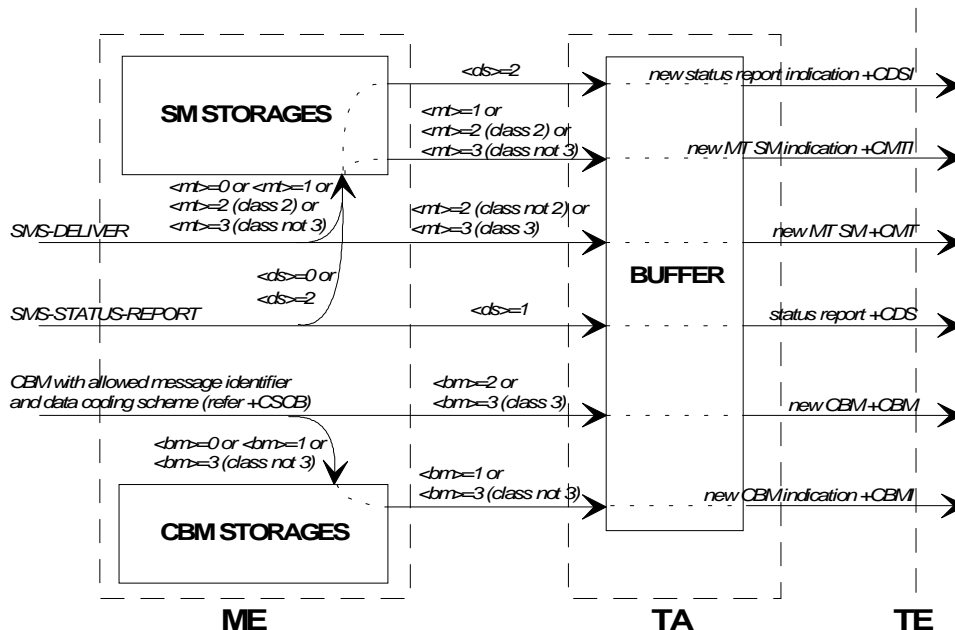 <ds>=2
new status report indication +CDSI
SM STORAGES
<mt>=1 or
<mt>=2 (class 2) or
<mt>=3 (class not 3)
new MT SM indication +CMTI
<mt>=0 or <mt>=1 or
<mt>=2 (class 2) or
<mt>=3 (class not 3)
<mt>=2 (class not 2) or
<mt>=3 (class 3)
SMS-DELIVER
new MT SM +CMT
BUFFER
<ds>=0 or
<ds>=2
SMS-STATUS-REPORT
<ds>=1
status report +CDS
CBM with allowed message identifier
and data coding scheme (refer +CSCB)
<bm>=2 or
<bm>=3 (class 3)
new CBM +CBM
<bm>=0 or <bm>=1 or
<bm>=3 (class not 3)
<bm>=1 or
<bm>=3 (class not 3)
new CBM indication +CBMI
CBM STORAGES
ME
TA
TE